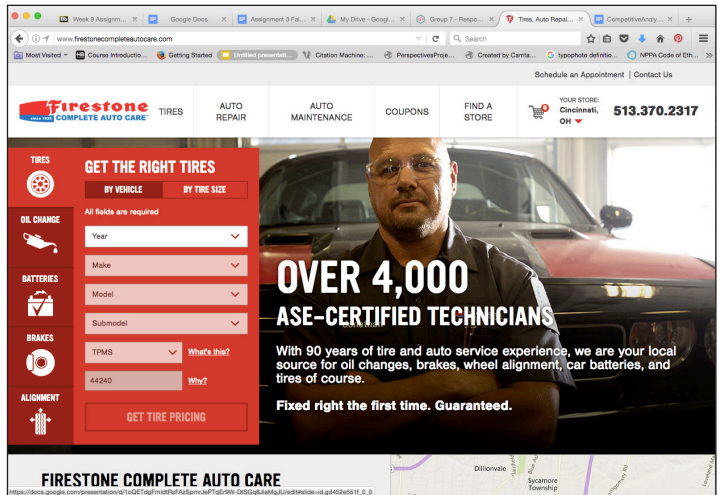 Week 9 Assignm...
Google Docs
Assignment 3 Fal...
My Drive - Googl...
Group 7 - Respo...
Tires, Auto Repai...
CompetitiveAnaly...
www.firestonecompleteautocare.com
Search
Most Visited
Course Introductio...
Getting Started
Untitled presentati...
Citation Machine: ...
PerspectivesProje...
Created by Camta...
typophoto definitio...
NPPA Code of Eth...
Schedule an Appointment | Contact Us
Firestone
SINCE 1926 COMPLETE AUTO CARE
TIRES
AUTO REPAIR
AUTO MAINTENANCE
COUPONS
FIND A STORE
0
YOUR STORE:
Cincinnati, OH
513.370.2317
TIRES
OIL CHANGE
BATTERIES
BRAKES
ALIGNMENT
GET THE RIGHT TIRES
BY VEHICLE
BY TIRE SIZE
All fields are required
Year
Make
Model
Submodel
TPMS
What's this?
44240
Why?
GET TIRE PRICING
OVER 4,000
ASE-CERTIFIED TECHNICIANS
With 90 years of tire and auto service experience, we are your local
source for oil changes, brakes, wheel alignment, car batteries, and
tires of course.
Fixed right the first time. Guaranteed.
FIRESTONE COMPLETE AUTO CARE
Dillionvale
Sycamore
Township